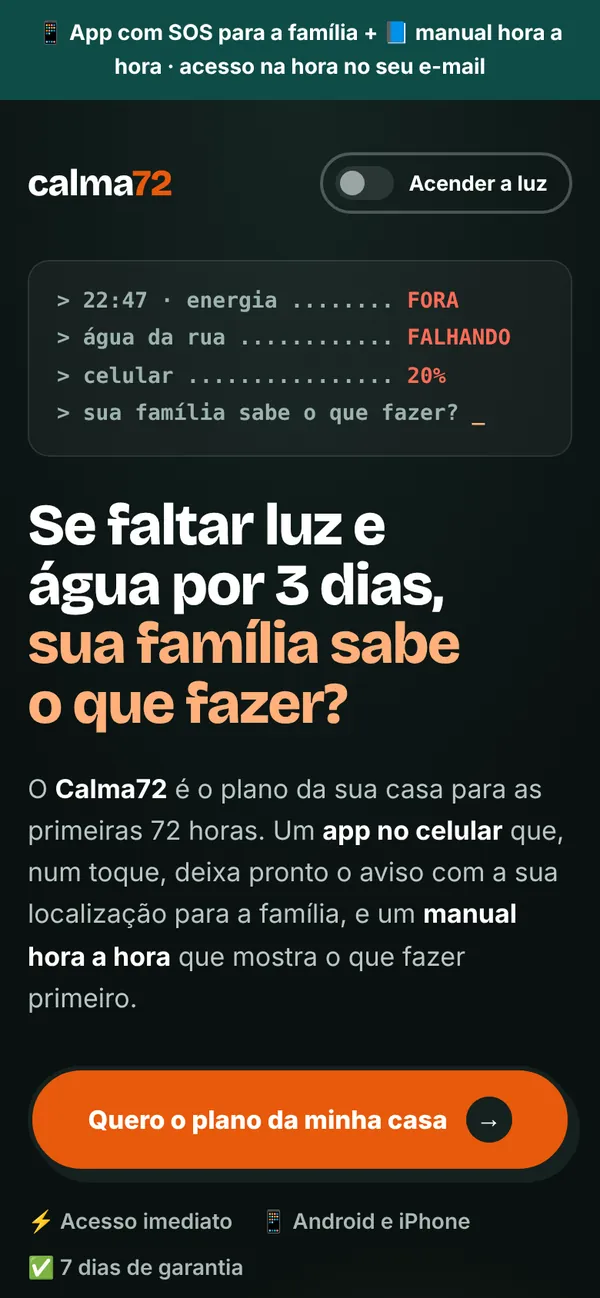 📱 App com SOS para a família + 📘 manual hora a
hora · acesso na hora no seu e-mail
calma72
Acender a luz
> 22:47 · energia ........ FORA
> água da rua ............ FALHANDO
> celular ................ 20%
> sua família sabe o que fazer? _
Se faltar luz e
água por 3 dias,
sua família sabe
o que fazer?
O Calma72 é o plano da sua casa para as
primeiras 72 horas. Um app no celular que,
num toque, deixa pronto o aviso com a sua
localização para a família, e um manual
hora a hora que mostra o que fazer
primeiro.
Quero o plano da minha casa →
⚡ Acesso imediato 📱 Android e iPhone
✅ 7 dias de garantia